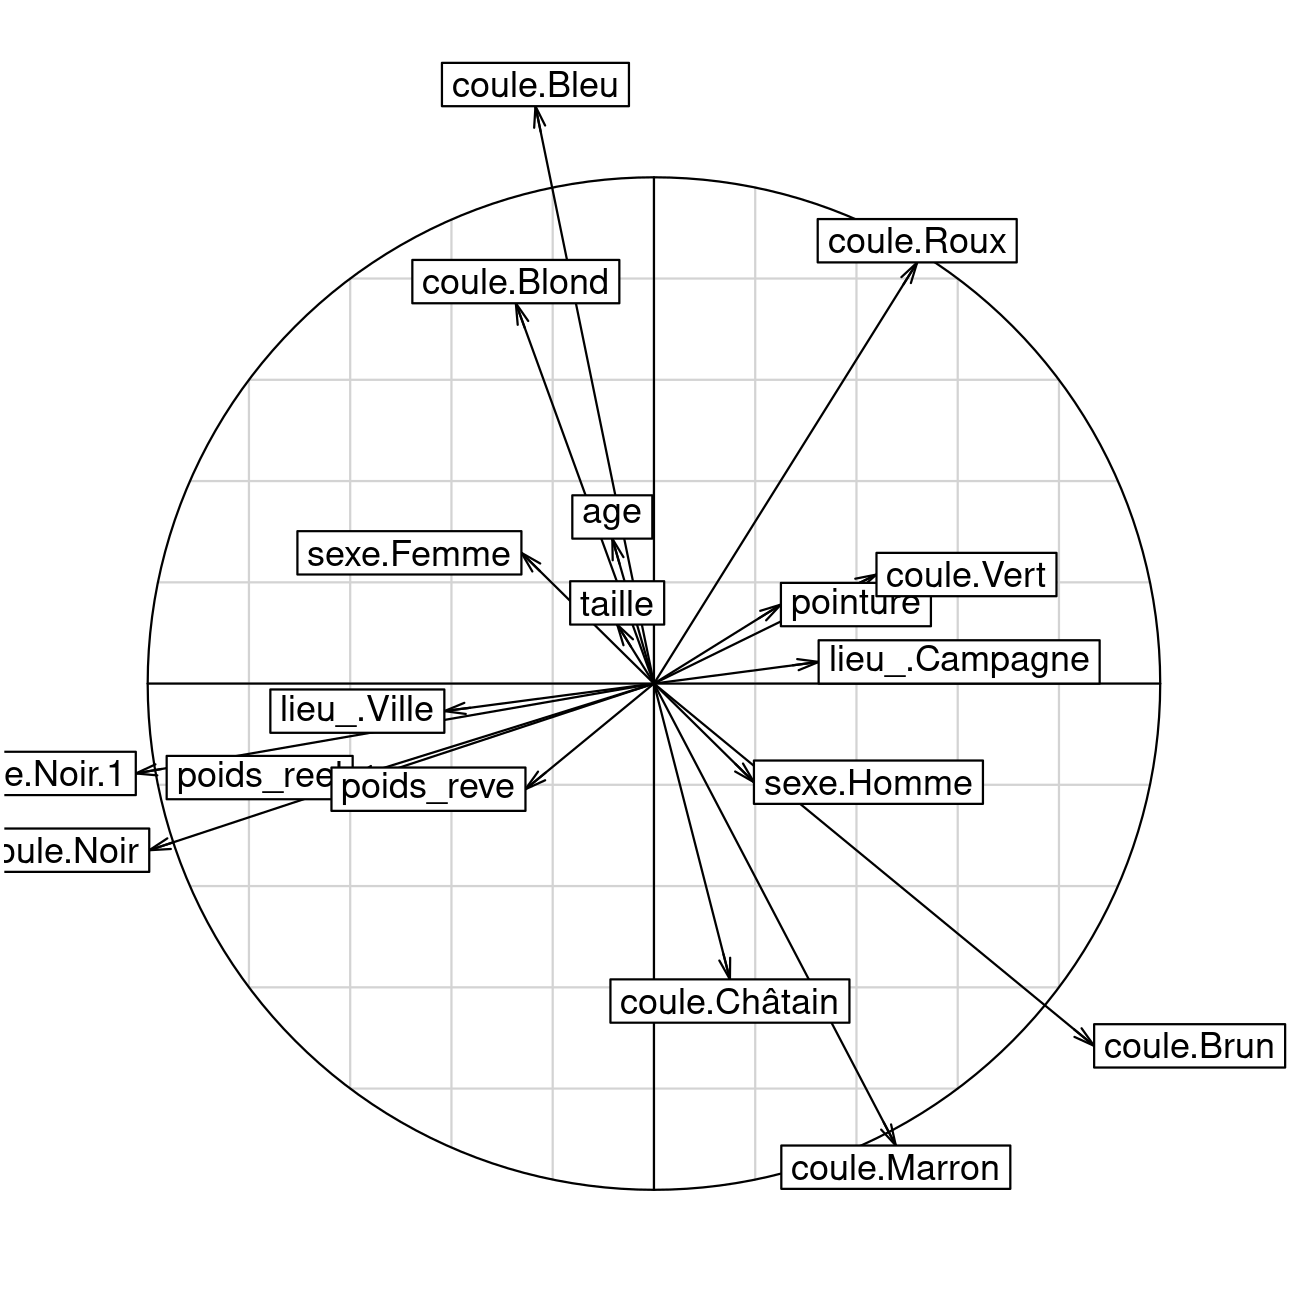 coule.Bleu
coule.Roux
coule.Blond
age
sexe.Femme
coule.Vert
taille
pointure
lieu_.Campagne
lieu_.Ville
e.Noir.1
poids_reel
poids_reve
sexe.Homme
oule.Noir
coule.Châtain
coule.Brun
coule.Marron